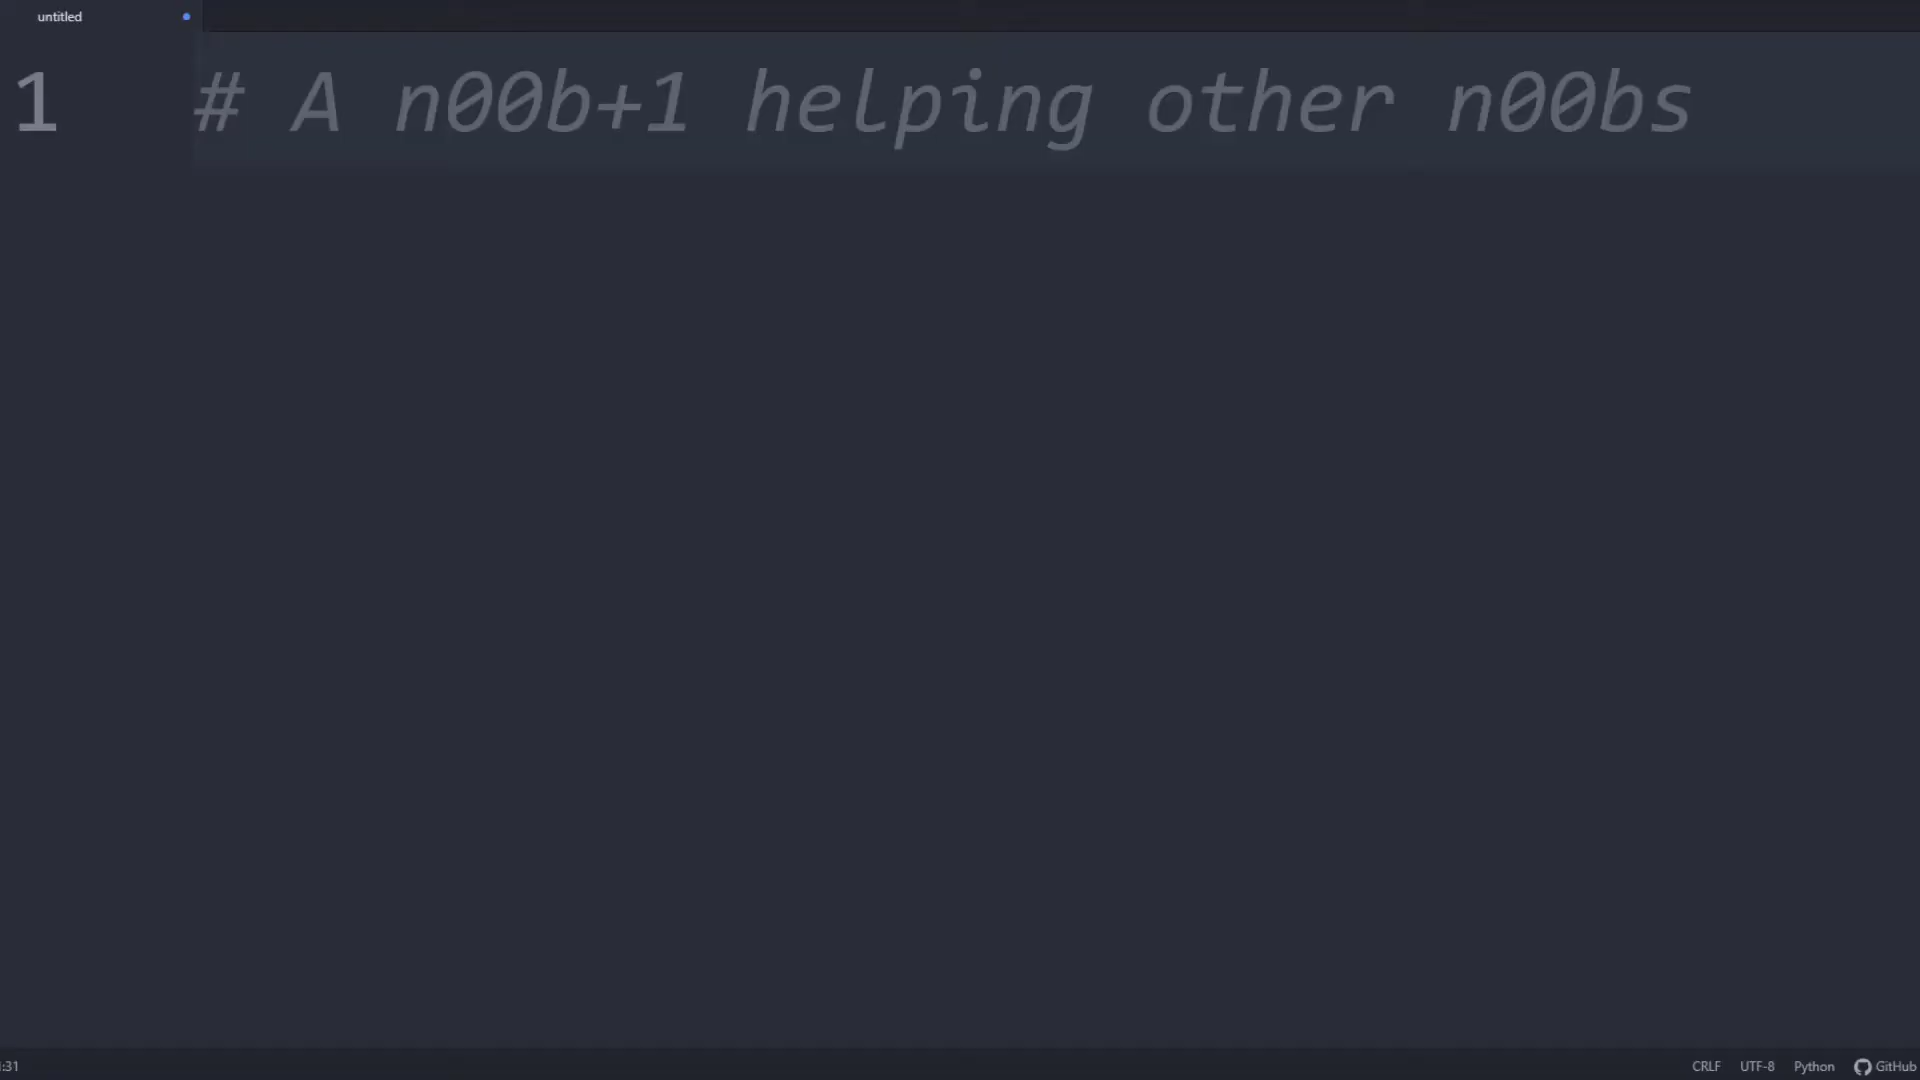 untitled
1 # A n00b+1 helping other n00bs
:31 CRLF UTF-8 Python GitHub